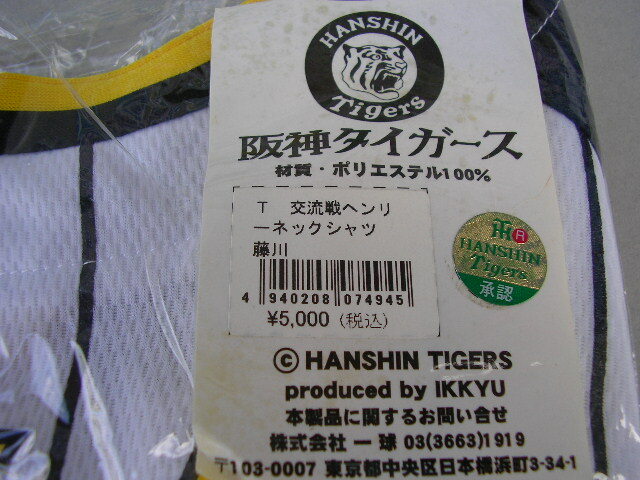 HANSHIN
Tigers
阪神タイガース
材質・ポリエステル100%
T 交流戦ヘンリ
ーネックシャツ
藤川
4 940208 074945
¥5,000 (税込)
TH R
HANSHIN
Tigers
承認
© HANSHIN TIGERS
produced by IKKYU
本製品に関するお問い合せ
株式会社 一 球 03(3663)1919
〒103-0007 東京都中央区日本橋浜町3-34-1